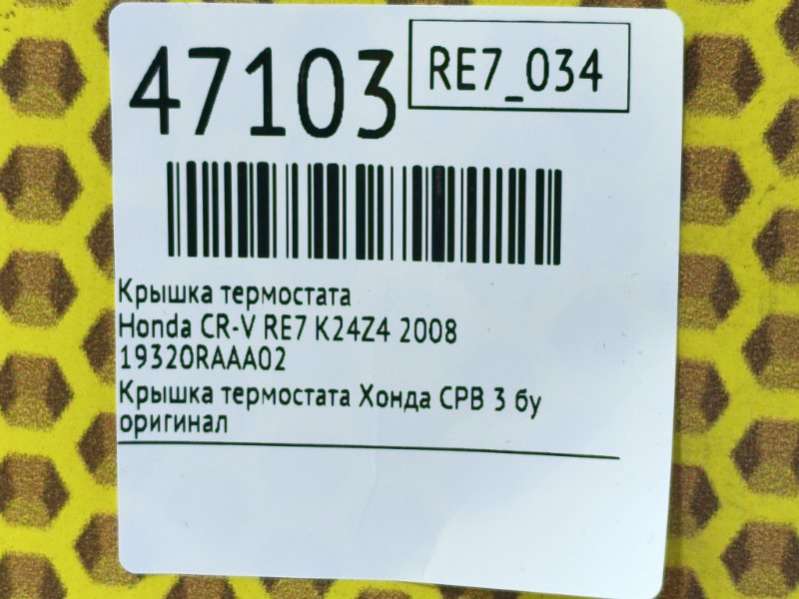 47103
RE7_034
Крышка термостата
Honda CR-V RE7 K24Z4 2008
19320RAAA02
Крышка термостата Хонда СРВ 3 бу
оригинал